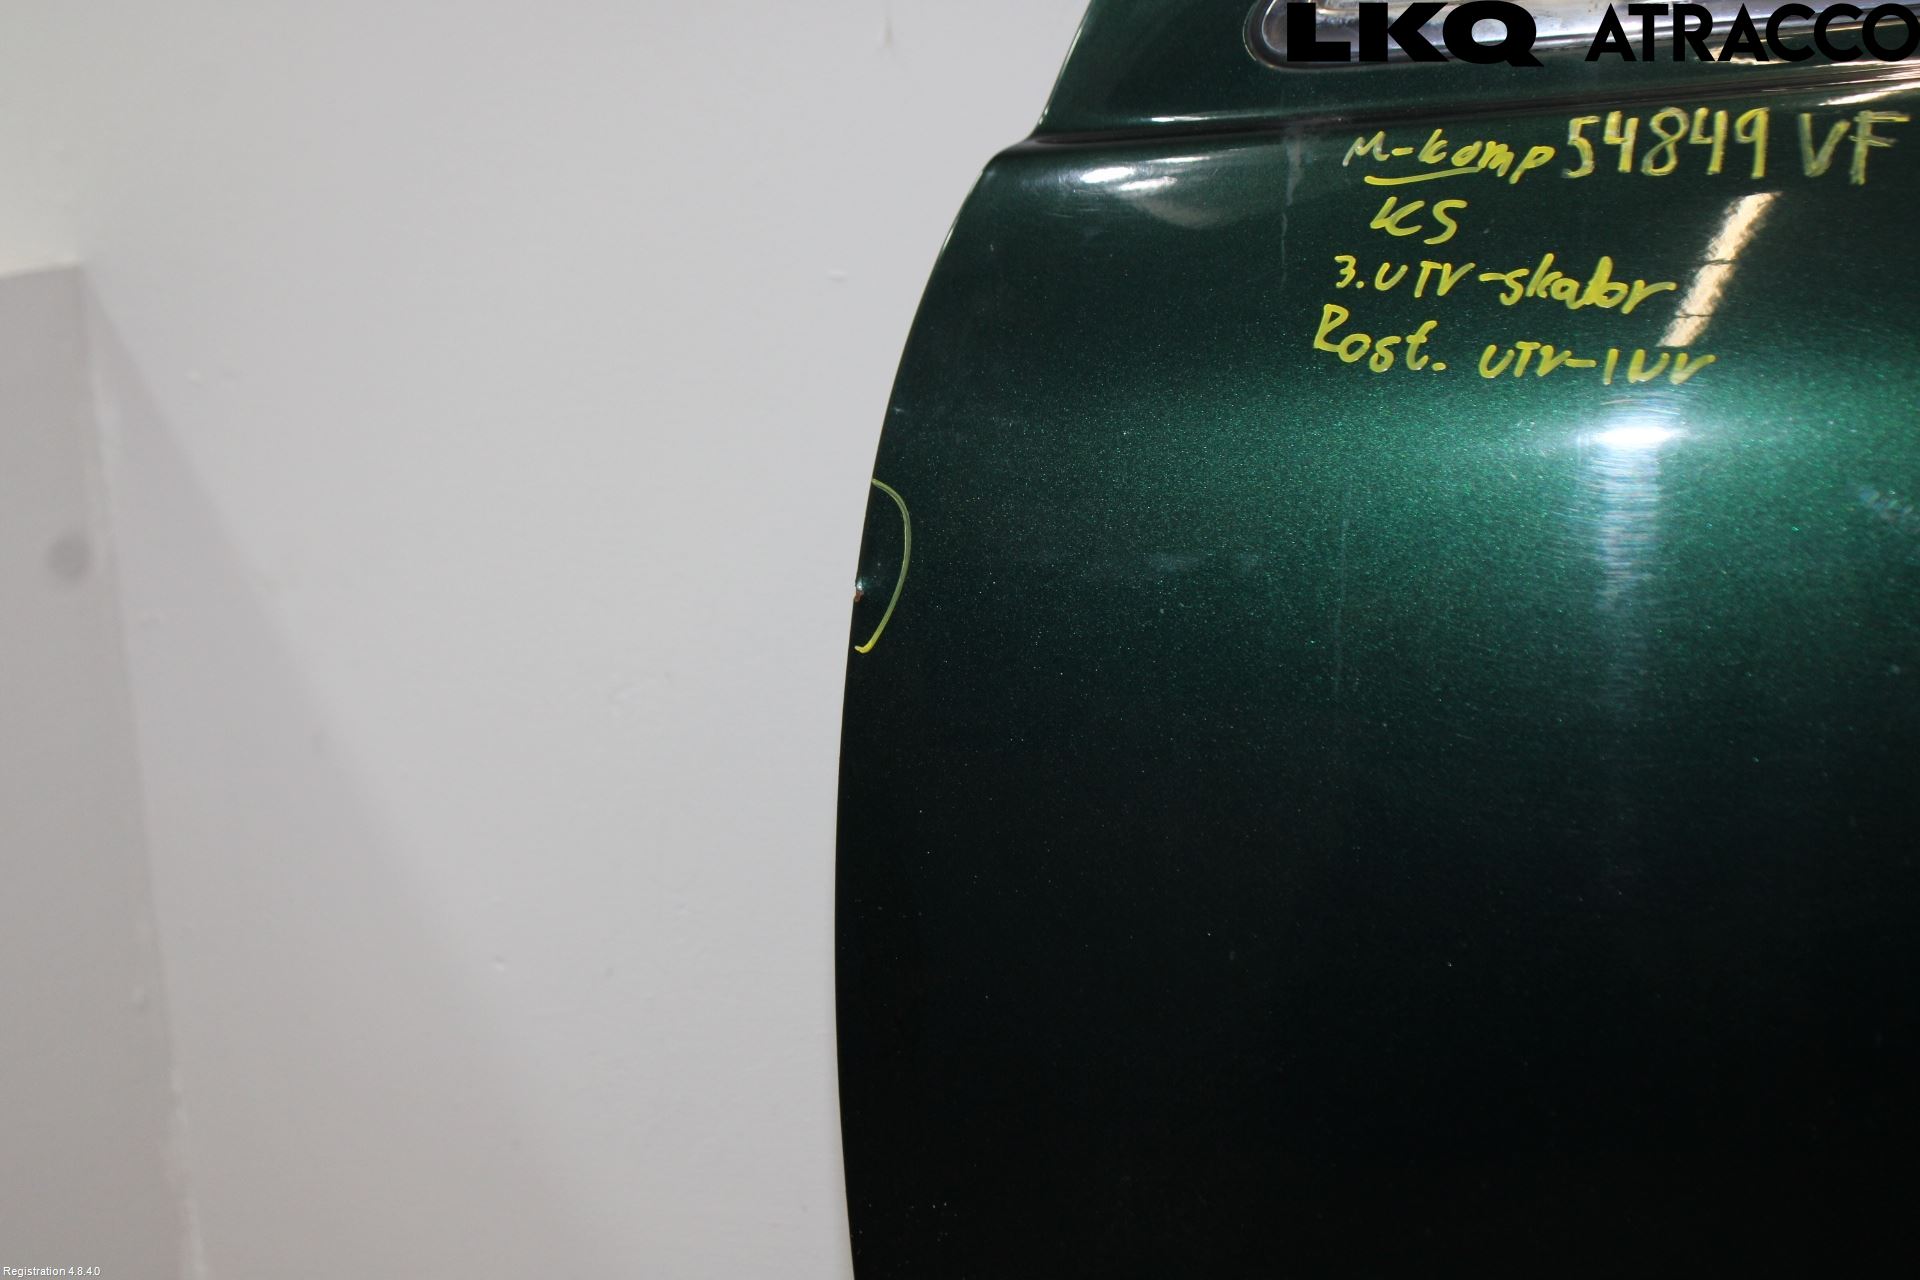 LKQ ATRACCO
M-komp 54849 VF
KS
3.UTV-skador
Rost. UTV-INV
Registration 4.8.4.0